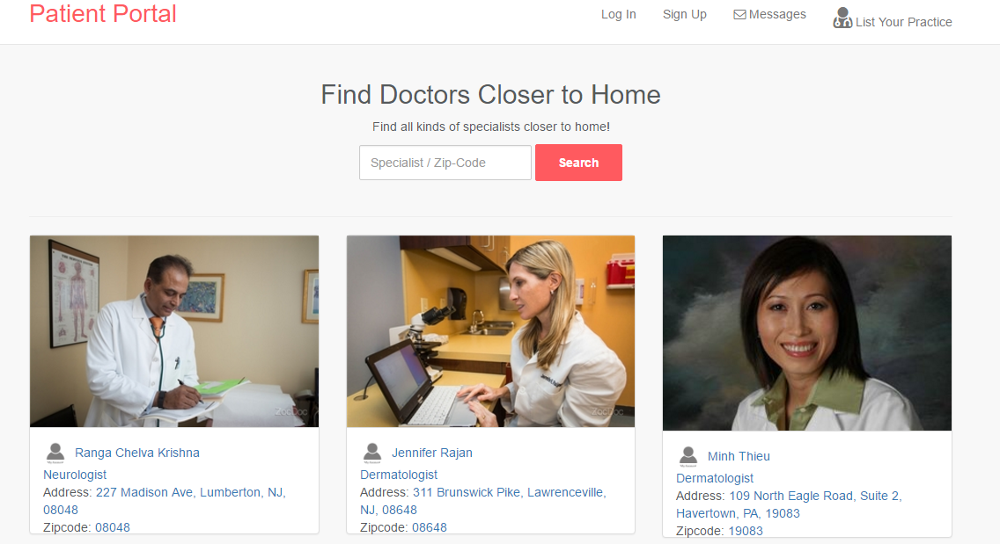 Patient Portal
Log In
Sign Up
Messages
List Your Practice
Find Doctors Closer to Home
Find all kinds of specialists closer to home!
Specialist / Zip-Code
Search
ZocDoc
ZocDoc
Ranga Chelva Krishna
Neurologist
Address: 227 Madison Ave, Lumberton, NJ,
08048
Zipcode: 08048
Jennifer Rajan
Dermatologist
Address: 311 Brunswick Pike, Lawrenceville,
NJ, 08648
Zipcode: 08648
Minh Thieu
Dermatologist
Address: 109 North Eagle Road, Suite 2,
Havertown, PA, 19083
Zipcode: 19083